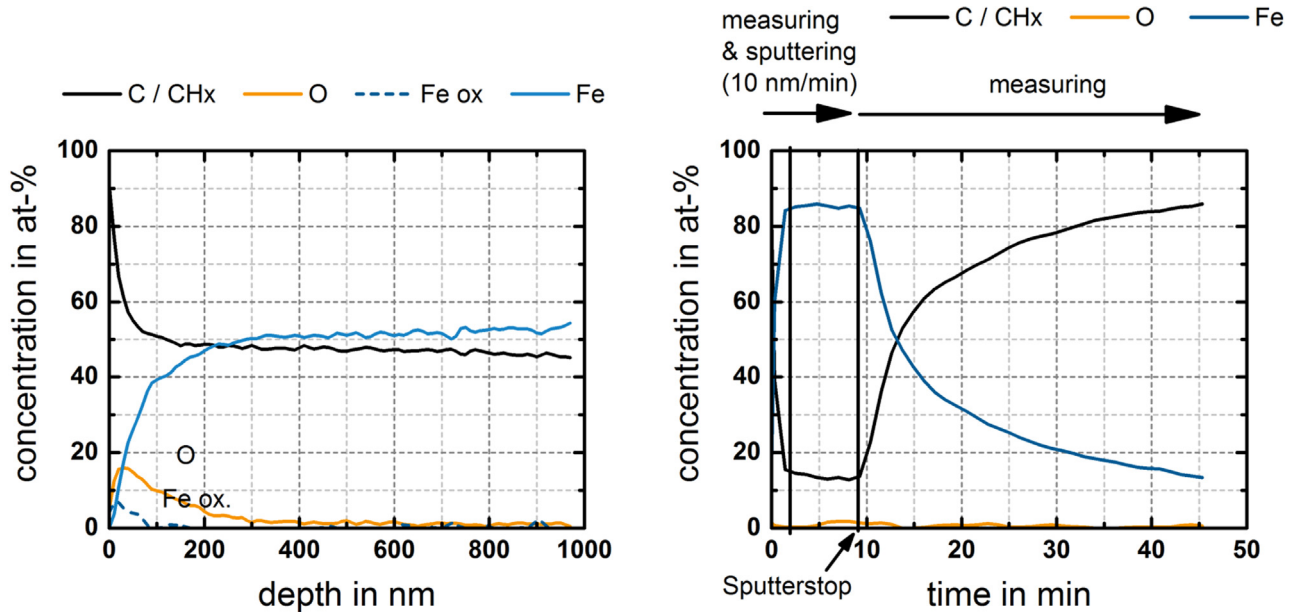 C / CHx O Fe ox Fe
concentration in at-%
100
80
60
40
20
0
O
Fe ox.
0 200 400 600 800 1000
depth in nm
measuring
& sputtering
(10 nm/min)
C / CHx O Fe
measuring
concentration in at-%
100
80
60
40
20
0
0 10 20 30 40 50
Sputterstop
time in min